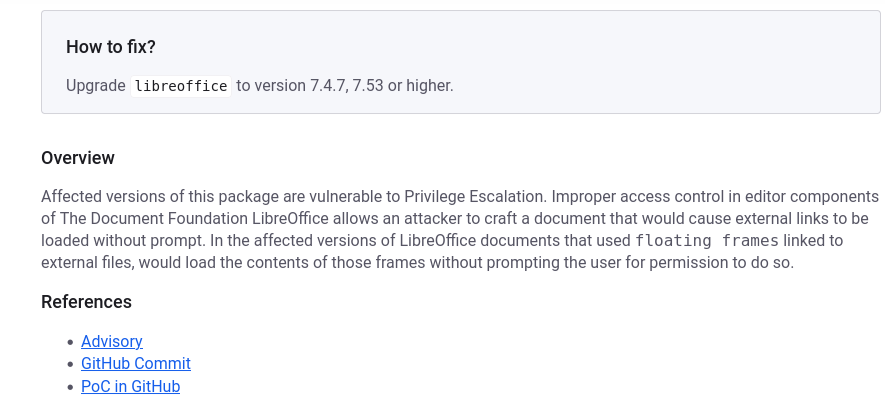 How to fix?
Upgrade libreoffice to version 7.4.7, 7.53 or higher.
Overview
Affected versions of this package are vulnerable to Privilege Escalation. Improper access control in editor components
of The Document Foundation LibreOffice allows an attacker to craft a document that would cause external links to be
loaded without prompt. In the affected versions of LibreOffice documents that used floating frames linked to
external files, would load the contents of those frames without prompting the user for permission to do so.
References
• Advisory
• GitHub Commit
• PoC in GitHub